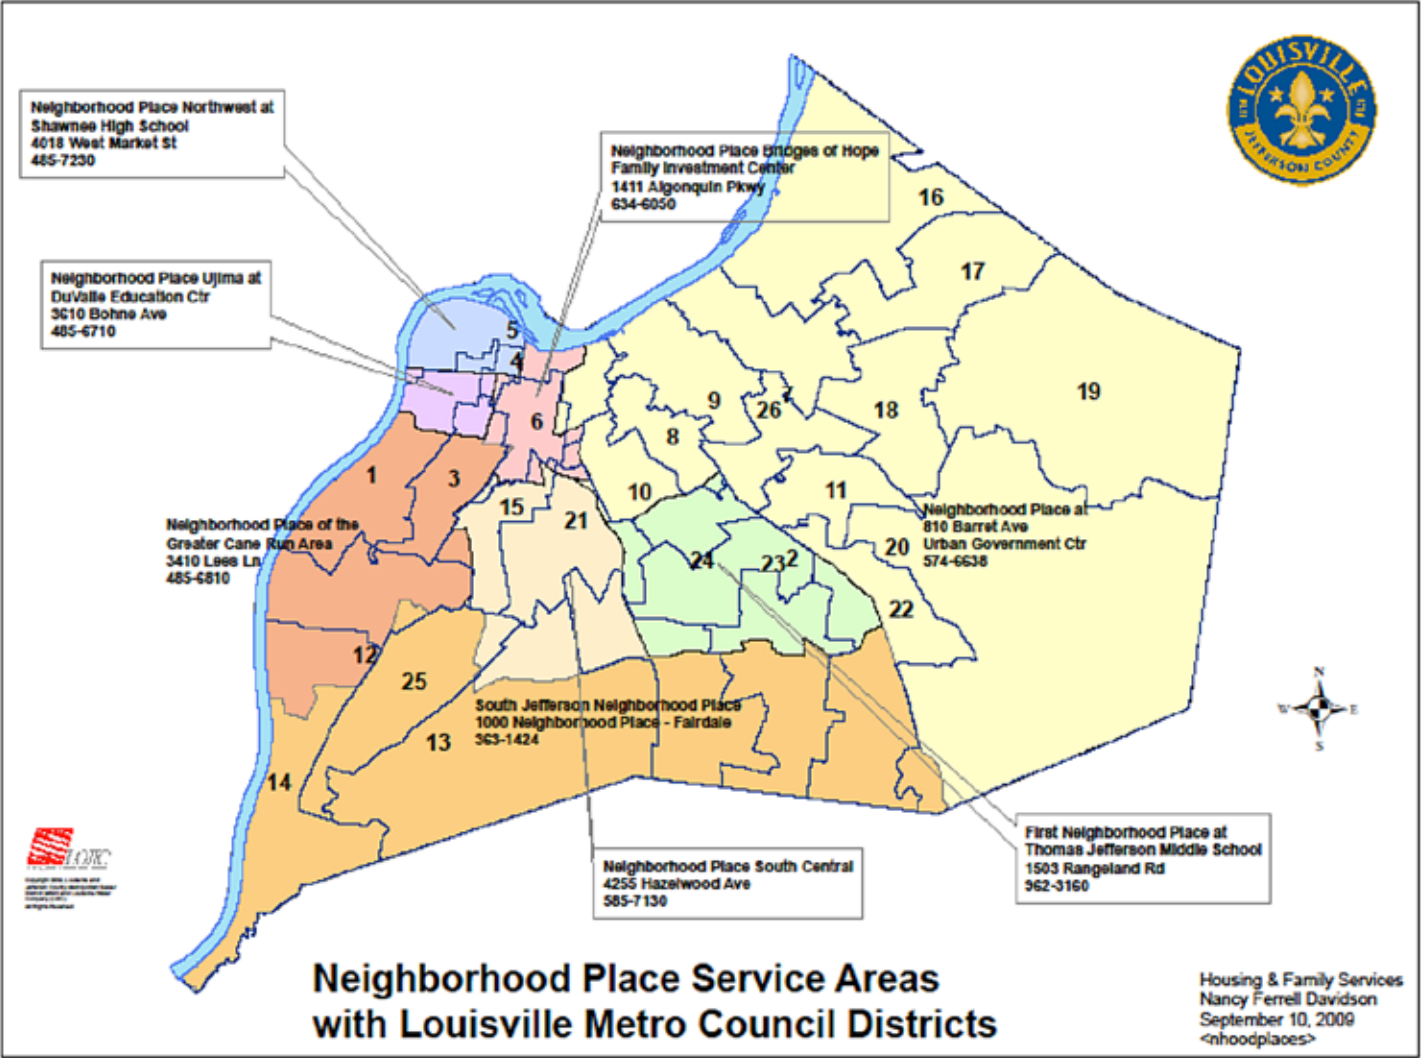 LOUISVILLE
JEFFERSON COUNTY
Neighborhood Place Northwest at
Shawnee High School
4018 West Market St
485-7230
Neighborhood Place Bridges of Hope
Family Investment Center
1411 Algonquin Pkwy
634-6050
Neighborhood Place Ujima at
DuValle Education Ctr
3610 Bohne Ave
485-6710
16
17
5
4
6
9
26
7
18
19
8
1
3
10
11
15
21
Neighborhood Place of the
Greater Cane Run Area
3410 Lees Ln
485-6810
Neighborhood Place at
810 Barret Ave
Urban Government Ctr
574-6638
24
23
2
20
22
12
25
13
14
South Jefferson Neighborhood Place
1000 Neighborhood Place - Fairdale
363-1424
N
W
E
S
First Neighborhood Place at
Thomas Jefferson Middle School
1503 Rangeland Rd
962-3160
Neighborhood Place South Central
4255 Hazelwood Ave
585-7130
LOJIC
Neighborhood Place Service Areas
with Louisville Metro Council Districts
Housing & Family Services
Nancy Ferrell Davidson
September 10, 2009
<nhoodplaces>